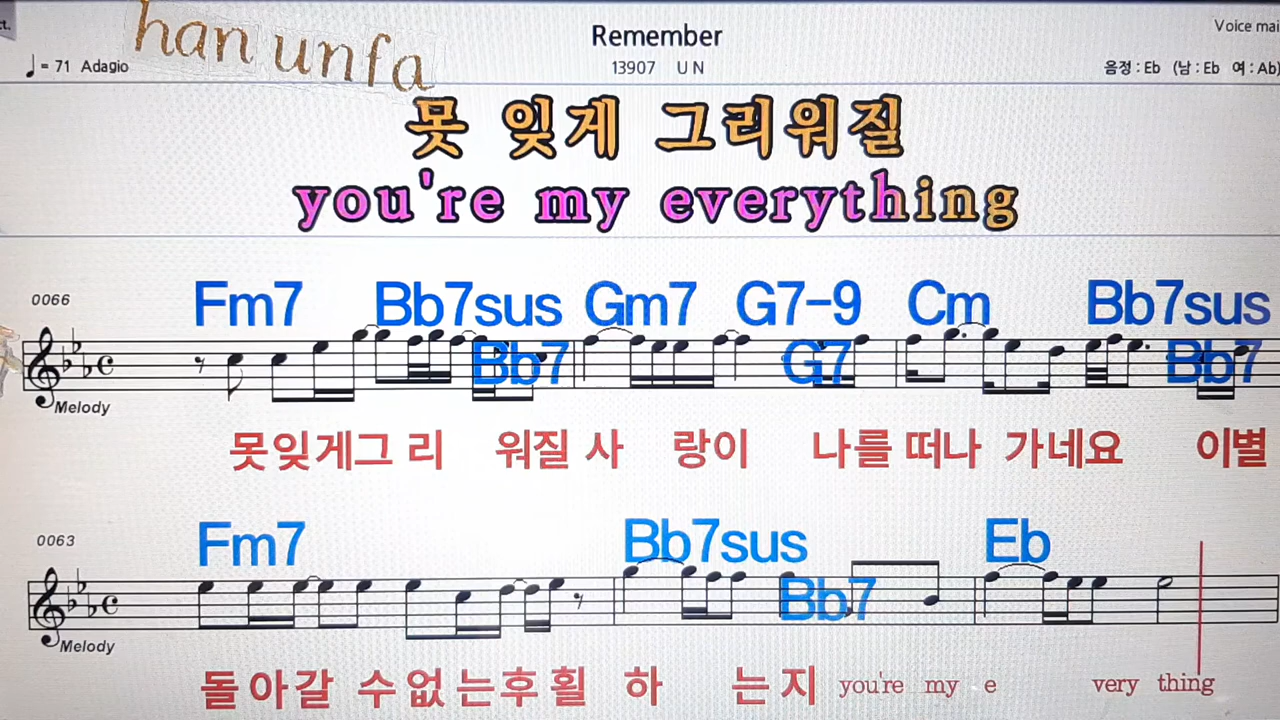 ct.
han unfa
Remember
Voice mai
♩ = 71 Adagio
13907 U N
음정 : Eb (남 : Eb 여 : Ab)
못 잊게 그리워질
you're my everything
0066
Fm7 Bb7sus Gm7 G7-9 Cm Bb7sus
Bb7 G7 Bb7
Melody
못잊게그 리 워질 사 랑이 나를 떠나 가네요 이별
0063
Fm7 Bb7sus Eb
Bb7
Melody
돌아갈 수없는후횔 하 는지 you're my e very thing